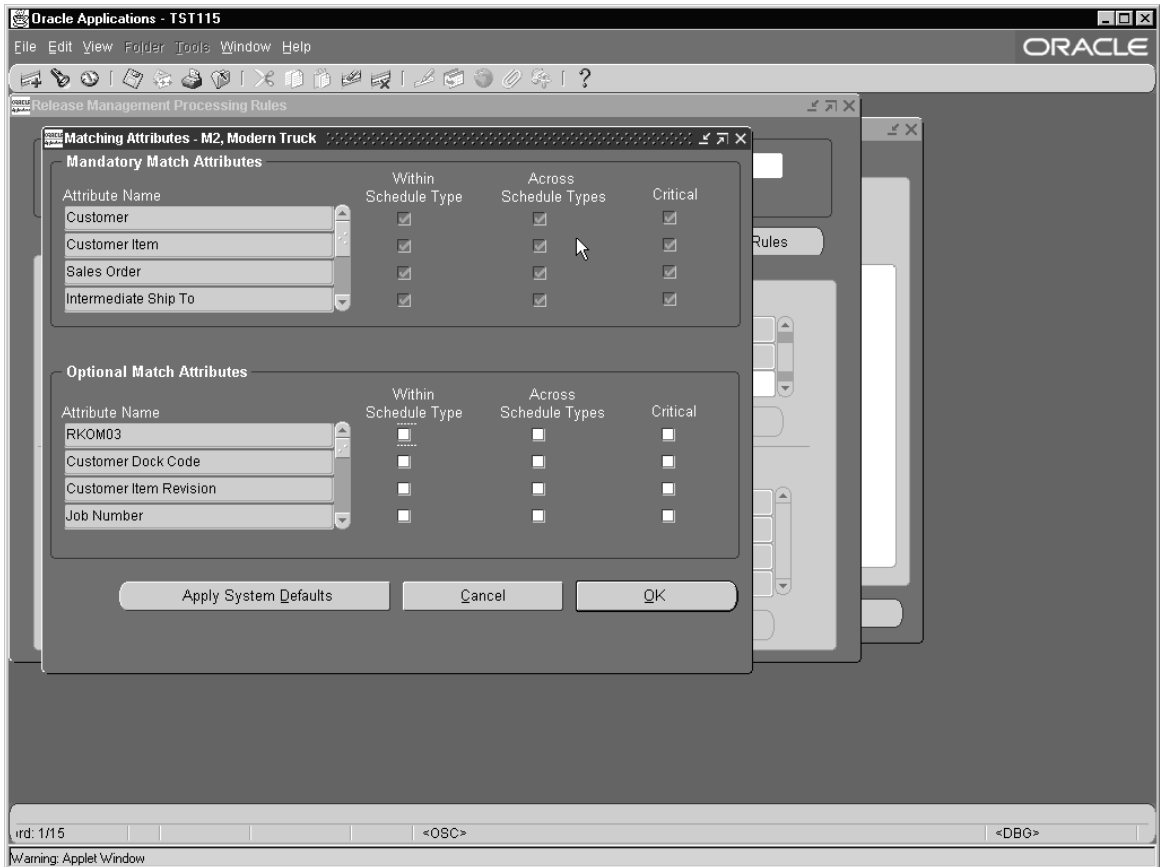 Oracle Applications - TST115
File Edit View Folder Tools Window Help
ORACLE
Release Management Processing Rules
Matching Attributes - M2, Modern Truck
Mandatory Match Attributes
Within
Schedule Type
Across
Schedule Types
Attribute Name
Critical
Customer
Customer Item
Rules
Sales Order
Intermediate Ship To
Optional Match Attributes
Within
Schedule Type
Across
Schedule Types
Attribute Name
Critical
RKOM03
Customer Dock Code
Customer Item Revision
Job Number
Apply System Defaults
Cancel
OK
ord: 1/15
<OSC>
<DBG>
Warning: Applet Window